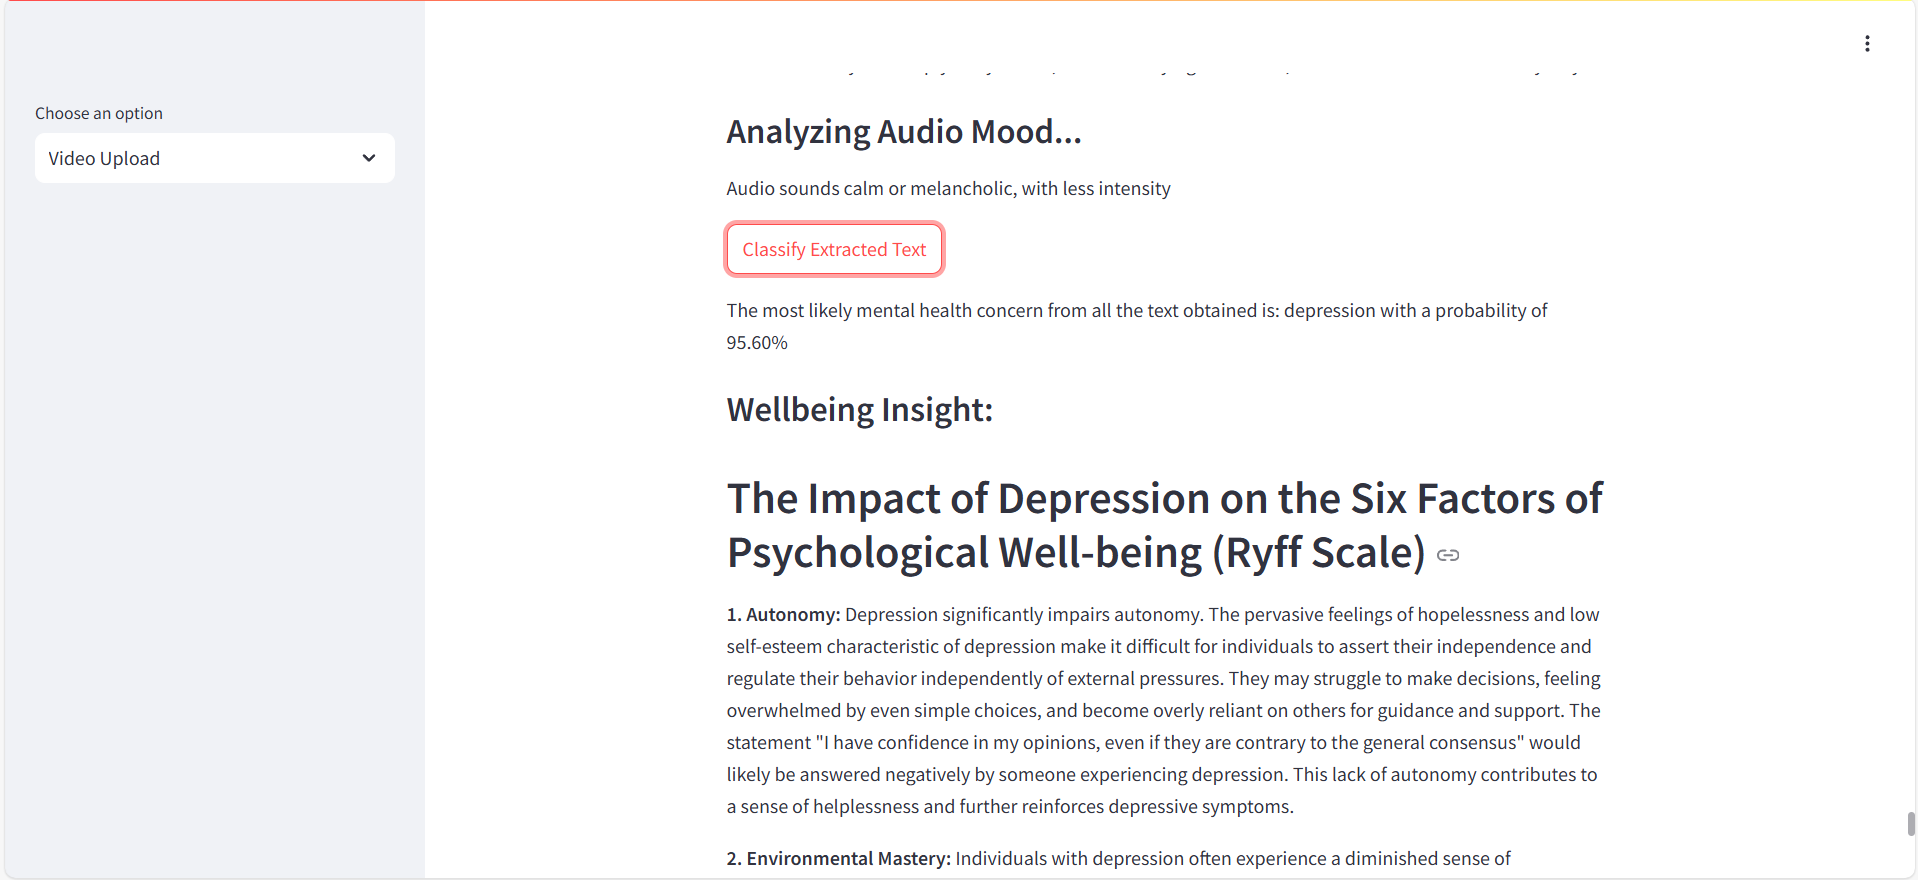 Choose an option
Video Upload
Analyzing Audio Mood...
Audio sounds calm or melancholic, with less intensity
Classify Extracted Text
The most likely mental health concern from all the text obtained is: depression with a probability of
95.60%
Wellbeing Insight:
The Impact of Depression on the Six Factors of
Psychological Well-being (Ryff Scale)
1. Autonomy: Depression significantly impairs autonomy. The pervasive feelings of hopelessness and low
self-esteem characteristic of depression make it difficult for individuals to assert their independence and
regulate their behavior independently of external pressures. They may struggle to make decisions, feeling
overwhelmed by even simple choices, and become overly reliant on others for guidance and support. The
statement "I have confidence in my opinions, even if they are contrary to the general consensus" would
likely be answered negatively by someone experiencing depression. This lack of autonomy contributes to
a sense of helplessness and further reinforces depressive symptoms.
2. Environmental Mastery: Individuals with depression often experience a diminished sense of